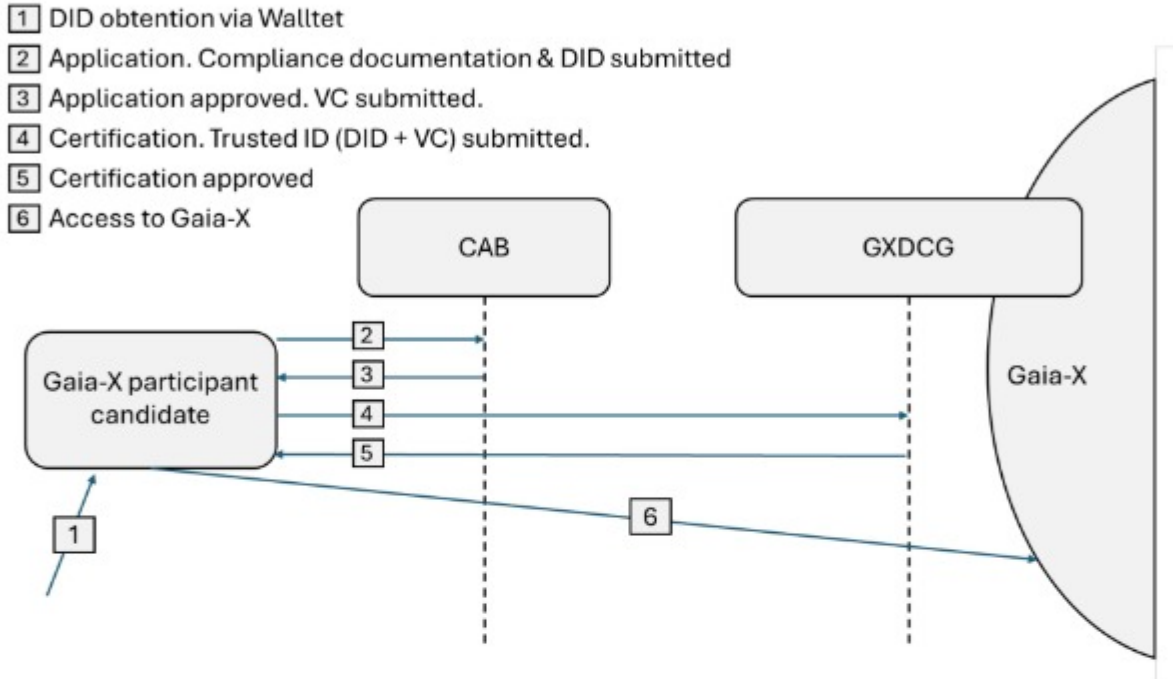 1 DID obtention via Walltet
2 Application. Compliance documentation & DID submitted
3 Application approved. VC submitted.
4 Certification. Trusted ID (DID + VC) submitted.
5 Certification approved
6 Access to Gaia-X
CAB
GXDCG
2
3
Gaia-X participant
candidate
Gaia-X
4
5
6
1